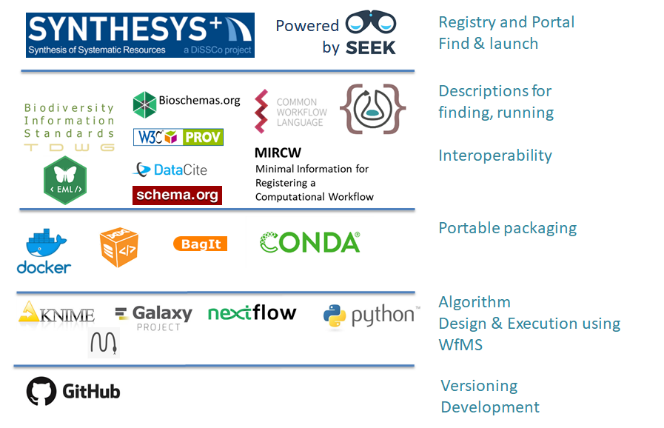 SYNTHESYS+
Synthesis of Systematic Resources
a DiSSCo project
Powered
by SEEK
Registry and Portal
Find & launch
Biodiversity
Information
Standards
TDWG
< EML />
Bioschemas.org
W3C PROV
DataCite
schema.org
COMMON
WORKFLOW
LANGUAGE
MIRCW
Minimal Information for
Registering a
Computational Workflow
Descriptions for
finding, running
Interoperability
docker
</>
BagIt
CONDA
Portable packaging
KNIME
Galaxy
PROJECT
nextflow
python™
Algorithm
Design & Execution using
WfMS
GitHub
Versioning
Development